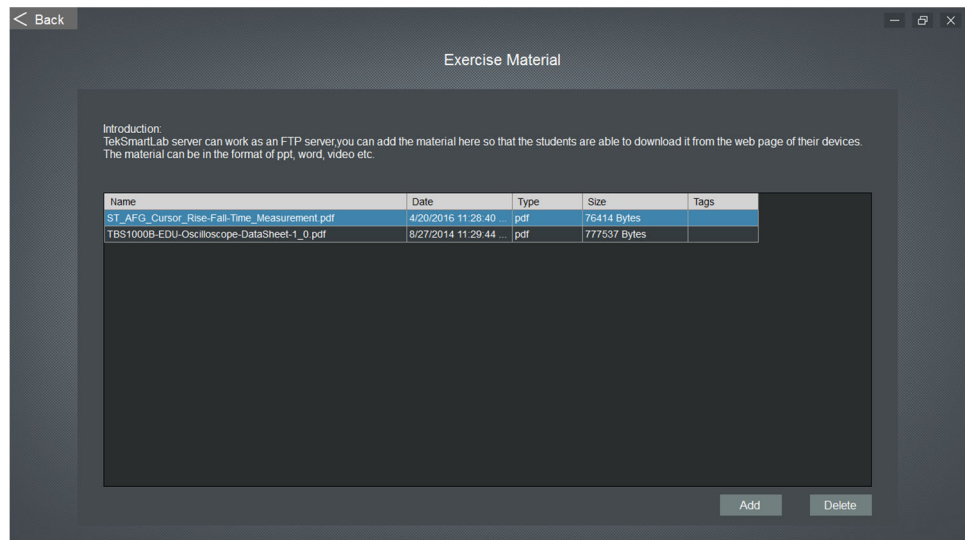 < Back
Exercise Material
Introduction:
TekSmartLab server can work as an FTP server,you can add the material here so that the students are able to download it from the web page of their devices.
The material can be in the format of ppt, word, video etc.
Name Date Type Size Tags
ST_AFG_Cursor_Rise-Fall-Time_Measurement.pdf 4/20/2016 11:28:40 ... pdf 76414 Bytes
TBS1000B-EDU-Oscilloscope-DataSheet-1_0.pdf 8/27/2014 11:29:44 ... pdf 777537 Bytes
Add Delete